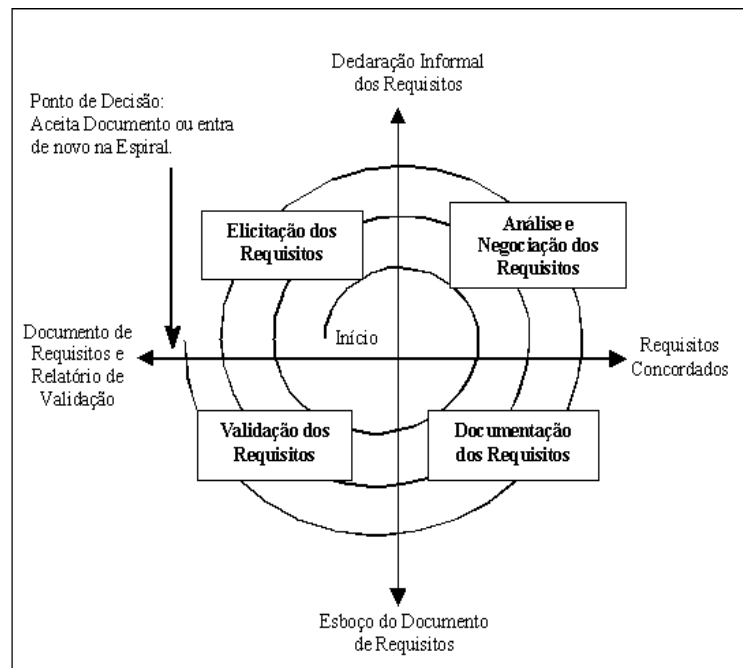 Declaração Informal
dos Requisitos
Ponto de Decisão:
Aceita Documento ou entra
de novo na Espiral.
Elicitação dos
Requisitos
Análise e
Negociação dos
Requisitos
Início
Documento de
Requisitos e
Relatório de
Validação
Requisitos
Concordados
Validação dos
Requisitos
Documentação
dos Requisitos
Esboço do Documento
de Requisitos